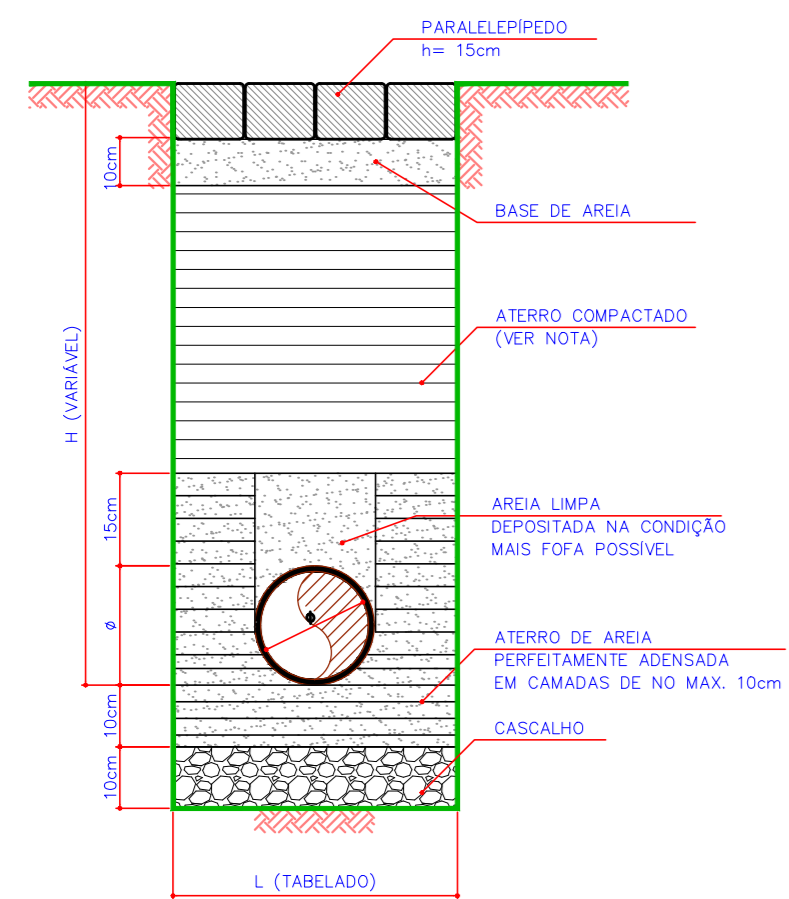 PARALELEPÍPEDO
h= 15cm
10cm
BASE DE AREIA
ATERRO COMPACTADO
(VER NOTA)
H (VARIÁVEL)
15cm
AREIA LIMPA
DEPOSITADA NA CONDIÇÃO
MAIS FOFA POSSÍVEL
ø
ø
ATERRO DE AREIA
PERFEITAMENTE ADENSADA
EM CAMADAS DE NO MAX. 10cm
10cm
CASCALHO
10cm
L (TABELADO)